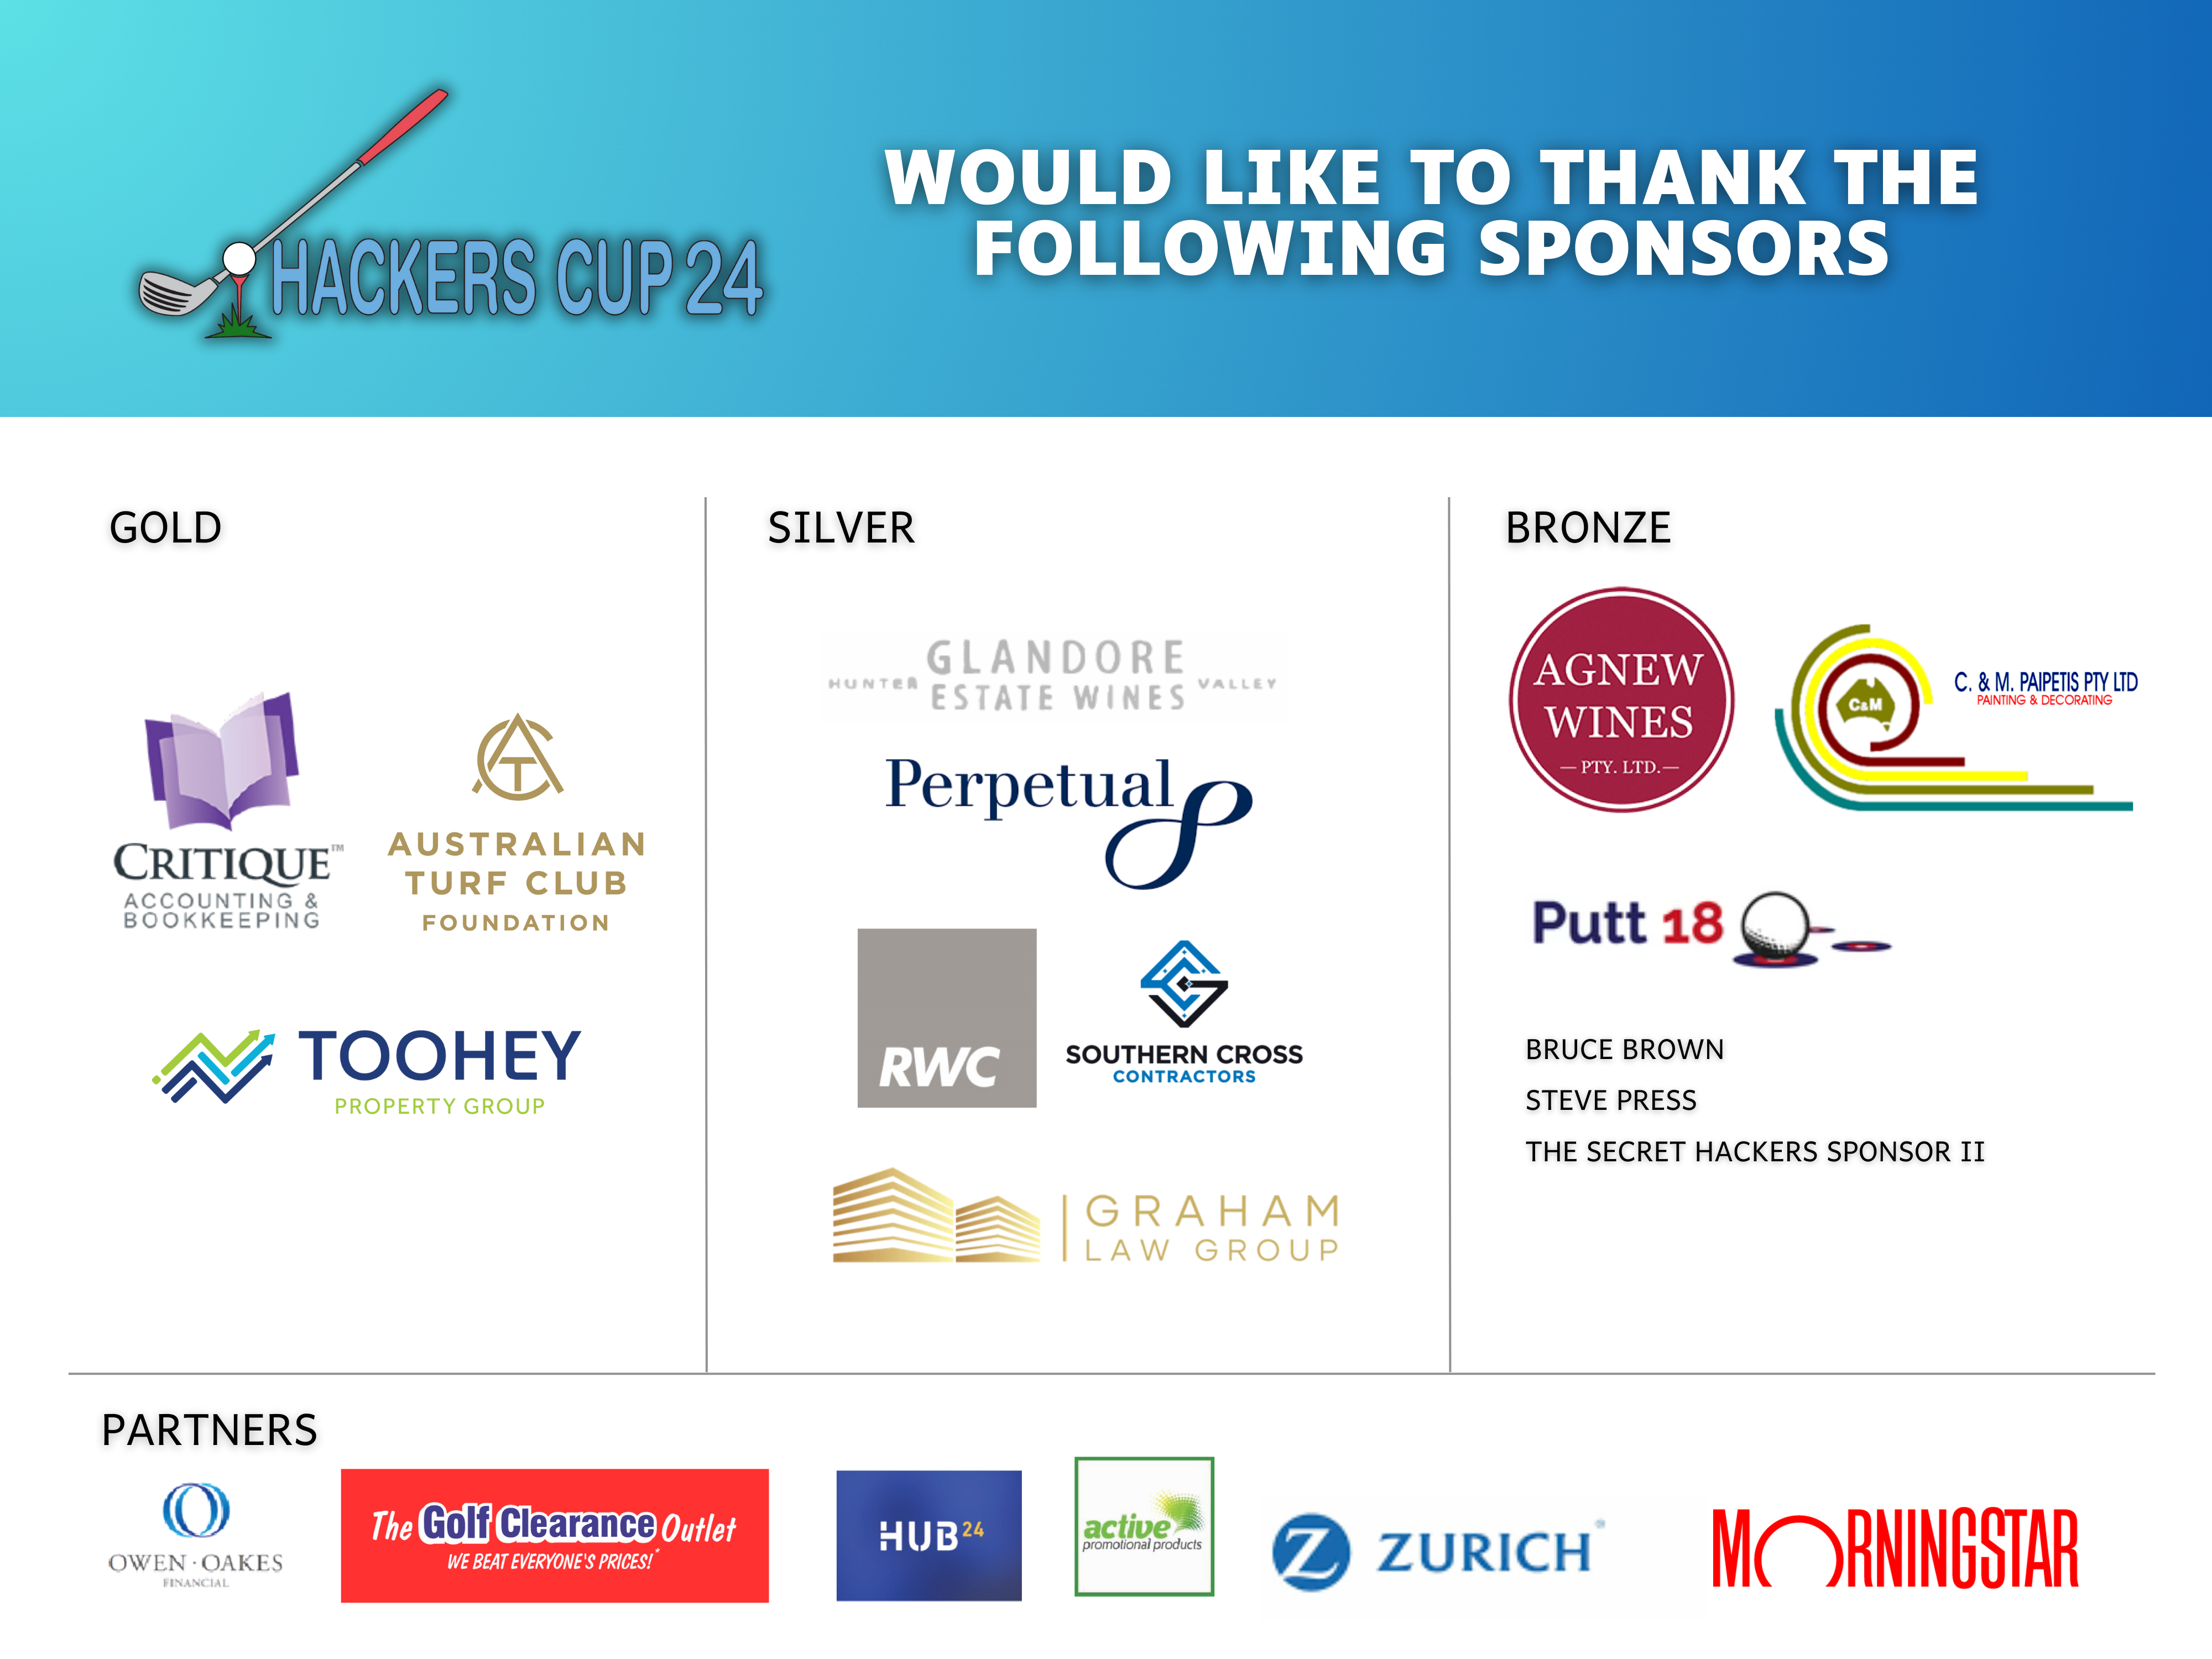 HACKERS CUP 24
WOULD LIKE TO THANK THE
FOLLOWING SPONSORS
GOLD
CRITIQUE™
ACCOUNTING &
BOOKKEEPING
ACT
AUSTRALIAN
TURF CLUB
FOUNDATION
TOOHEY
PROPERTY GROUP
SILVER
GLANDORE
HUNTER ESTATE WINES VALLEY
Perpetual
RWC
SOUTHERN CROSS
CONTRACTORS
GRAHAM
LAW GROUP
BRONZE
AGNEW
WINES
— PTY. LTD. —
C&M
C. & M. PAIPETIS PTY LTD
PAINTING & DECORATING
Putt 18
BRUCE BROWN
STEVE PRESS
THE SECRET HACKERS SPONSOR II
PARTNERS
OWEN · OAKES
FINANCIAL
The Golf Clearance Outlet
WE BEAT EVERYONE'S PRICES!*
HUB24
active
promotional products
Z ZURICH
MORNINGSTAR